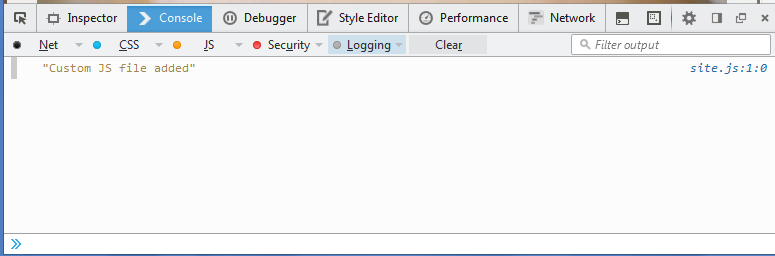 Inspector Console Debugger Style Editor Performance Network
Net CSS JS Security Logging Clear Filter output
"Custom JS file added" site.js:1:0